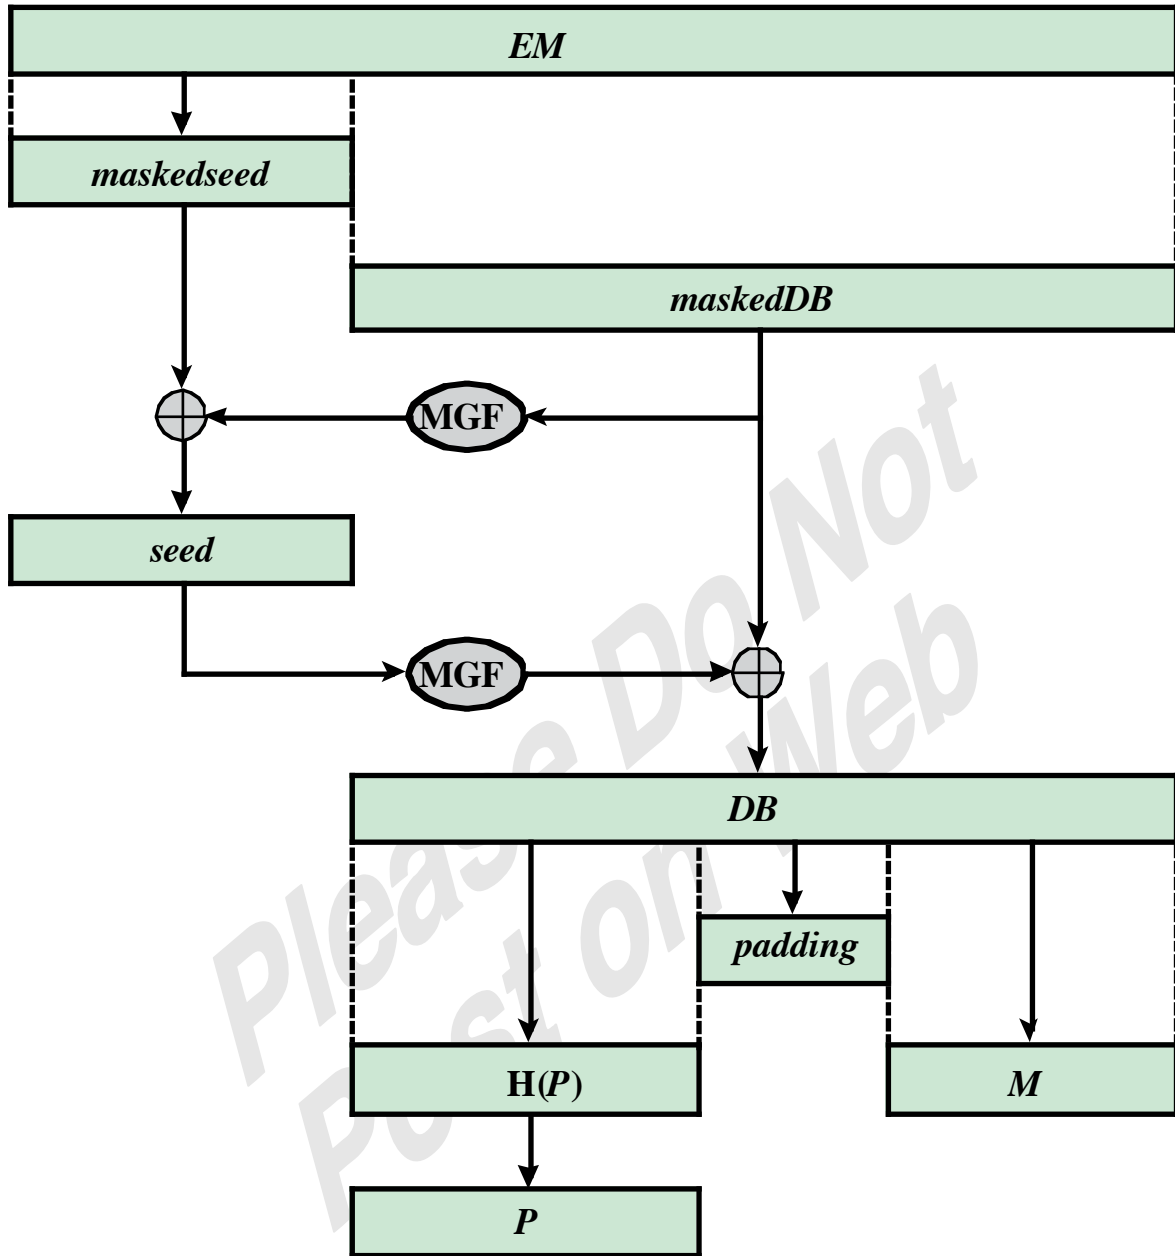 EM
maskedseed
maskedDB
MGF
seed
MGF
DB
padding
H(P)
M
P
Please Do Not
Post on Web